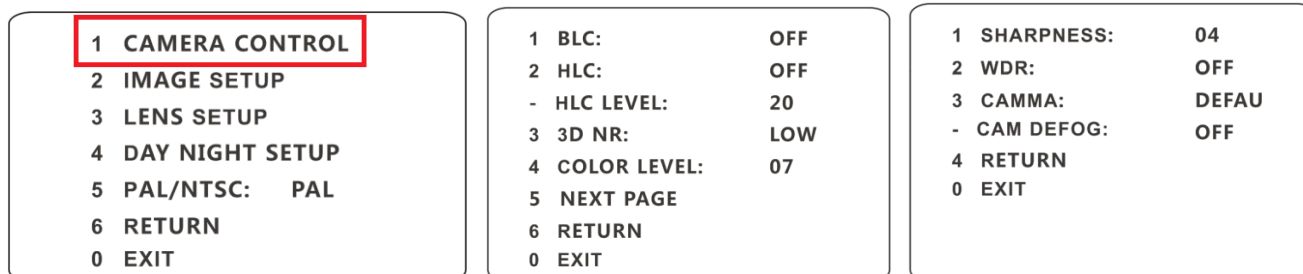 1 CAMERA CONTROL
2 IMAGE SETUP
3 LENS SETUP
4 DAY NIGHT SETUP
5 PAL/NTSC: PAL
6 RETURN
0 EXIT
1 BLC: OFF
2 HLC: OFF
- HLC LEVEL: 20
3 3D NR: LOW
4 COLOR LEVEL: 07
5 NEXT PAGE
6 RETURN
0 EXIT
1 SHARPNESS: 04
2 WDR: OFF
3 CAMMA: DEFAU
- CAM DEFOG: OFF
4 RETURN
0 EXIT